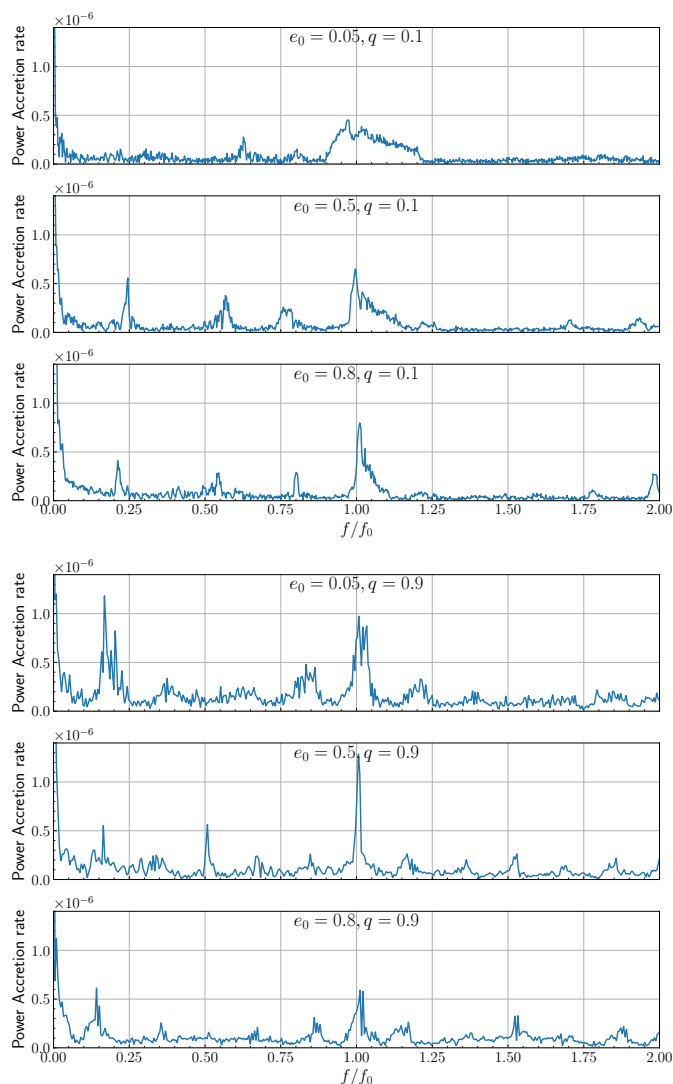 ×10⁻⁶
e₀ = 0.05, q = 0.1
Power Accretion rate
1.0
0.5
0.0
×10⁻⁶
e₀ = 0.5, q = 0.1
Power Accretion rate
1.0
0.5
0.0
×10⁻⁶
e₀ = 0.8, q = 0.1
Power Accretion rate
1.0
0.5
0.0
0.00 0.25 0.50 0.75 1.00 1.25 1.50 1.75 2.00
f/f₀
×10⁻⁶
e₀ = 0.05, q = 0.9
Power Accretion rate
1.0
0.5
0.0
×10⁻⁶
e₀ = 0.5, q = 0.9
Power Accretion rate
1.0
0.5
0.0
×10⁻⁶
e₀ = 0.8, q = 0.9
Power Accretion rate
1.0
0.5
0.0
0.00 0.25 0.50 0.75 1.00 1.25 1.50 1.75 2.00
f/f₀